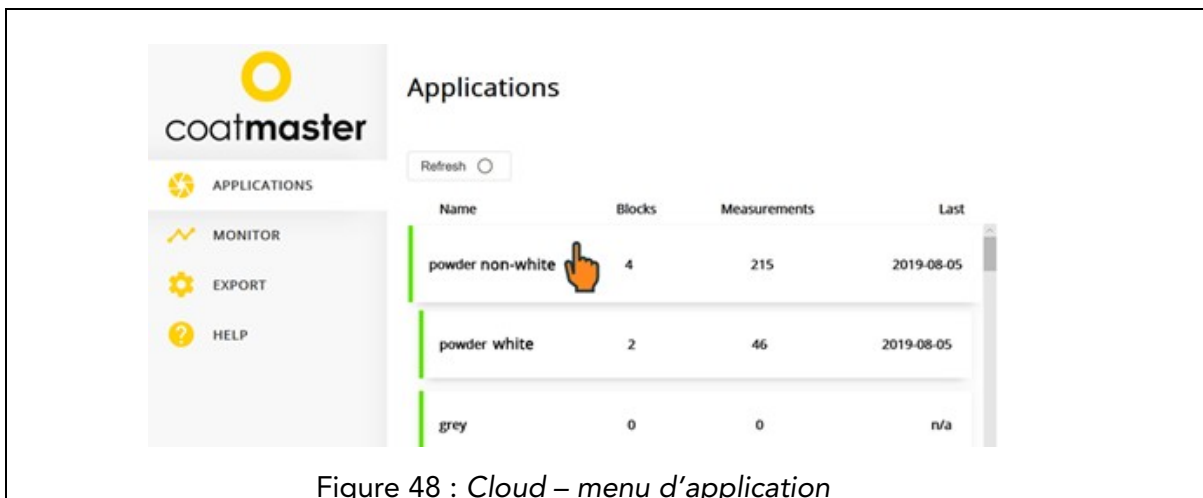 coatmaster
APPLICATIONS
MONITOR
EXPORT
HELP
Applications
Refresh
Name Blocks Measurements Last
powder non-white 4 215 2019-08-05
powder white 2 46 2019-08-05
grey 0 0 n/a
Figure 48 : Cloud – menu d’application